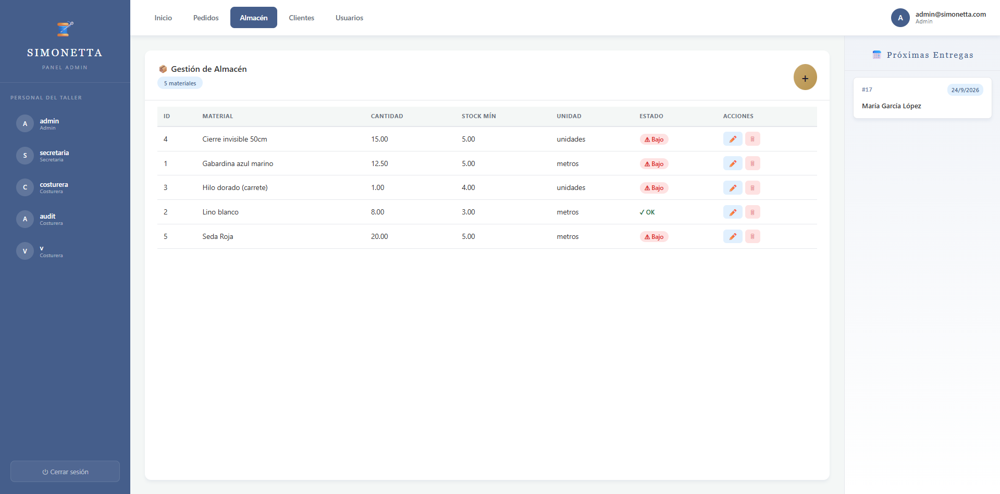 SIMONETTA
PANEL ADMIN
PERSONAL DEL TALLER
A
admin
Admin
S
secretaria
Secretaria
C
costurera
Costurera
A
audit
Costurera
V
v
Costurera
Cerrar sesión
Inicio Pedidos Almacén Clientes Usuarios
A
admin@simonetta.com
Admin
Gestión de Almacén
5 materiales
+
ID MATERIAL CANTIDAD STOCK MÍN UNIDAD ESTADO ACCIONES
4 Cierre invisible 50cm 15.00 5.00 unidades ⚠ Bajo
1 Gabardina azul marino 12.50 5.00 metros ⚠ Bajo
3 Hilo dorado (carrete) 1.00 4.00 unidades ⚠ Bajo
2 Lino blanco 8.00 3.00 metros ✓ OK
5 Seda Roja 20.00 5.00 metros ⚠ Bajo
Próximas Entregas
#17 24/9/2026
María García López